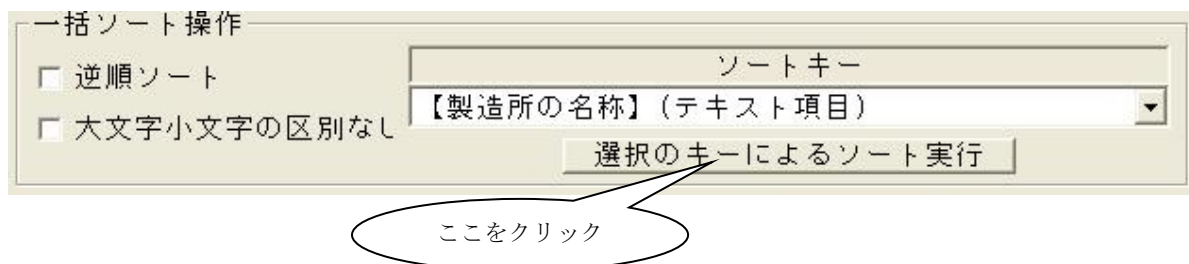 一括ソート操作
逆順ソート
大文字小文字の区別なし
ソートキー
【製造所の名称】(テキスト項目)
選択のキーによるソート実行
ここをクリック